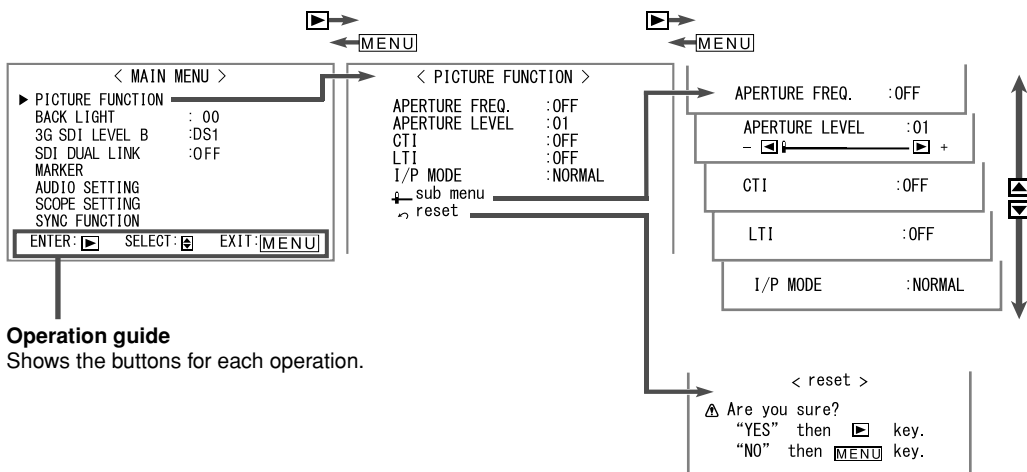 ▶
MENU
▶
MENU
< MAIN MENU >
▶ PICTURE FUNCTION
BACK LIGHT : 00
3G SDI LEVEL B :DS1
SDI DUAL LINK :OFF
MARKER
AUDIO SETTING
SCOPE SETTING
SYNC FUNCTION
ENTER: ▶ SELECT: EXIT: MENU
Operation guide
Shows the buttons for each operation.
< PICTURE FUNCTION >
APERTURE FREQ. :OFF
APERTURE LEVEL :01
CTI :OFF
LTI :OFF
I/P MODE :NORMAL
sub menu
reset
APERTURE FREQ. :OFF
APERTURE LEVEL :01
− ◀ ▶ +
CTI :OFF
LTI :OFF
I/P MODE :NORMAL
▲
▼
< reset >
Are you sure?
“YES” then ▶ key.
“NO” then MENU key.